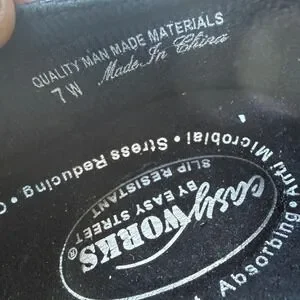 QUALITY MAN MADE MATERIALS
Made In China
7 W
Absorbing • Anti Microbial • Stress Reducing •
easy WORKS®
BY EASY STREET
SLIP RESISTANT